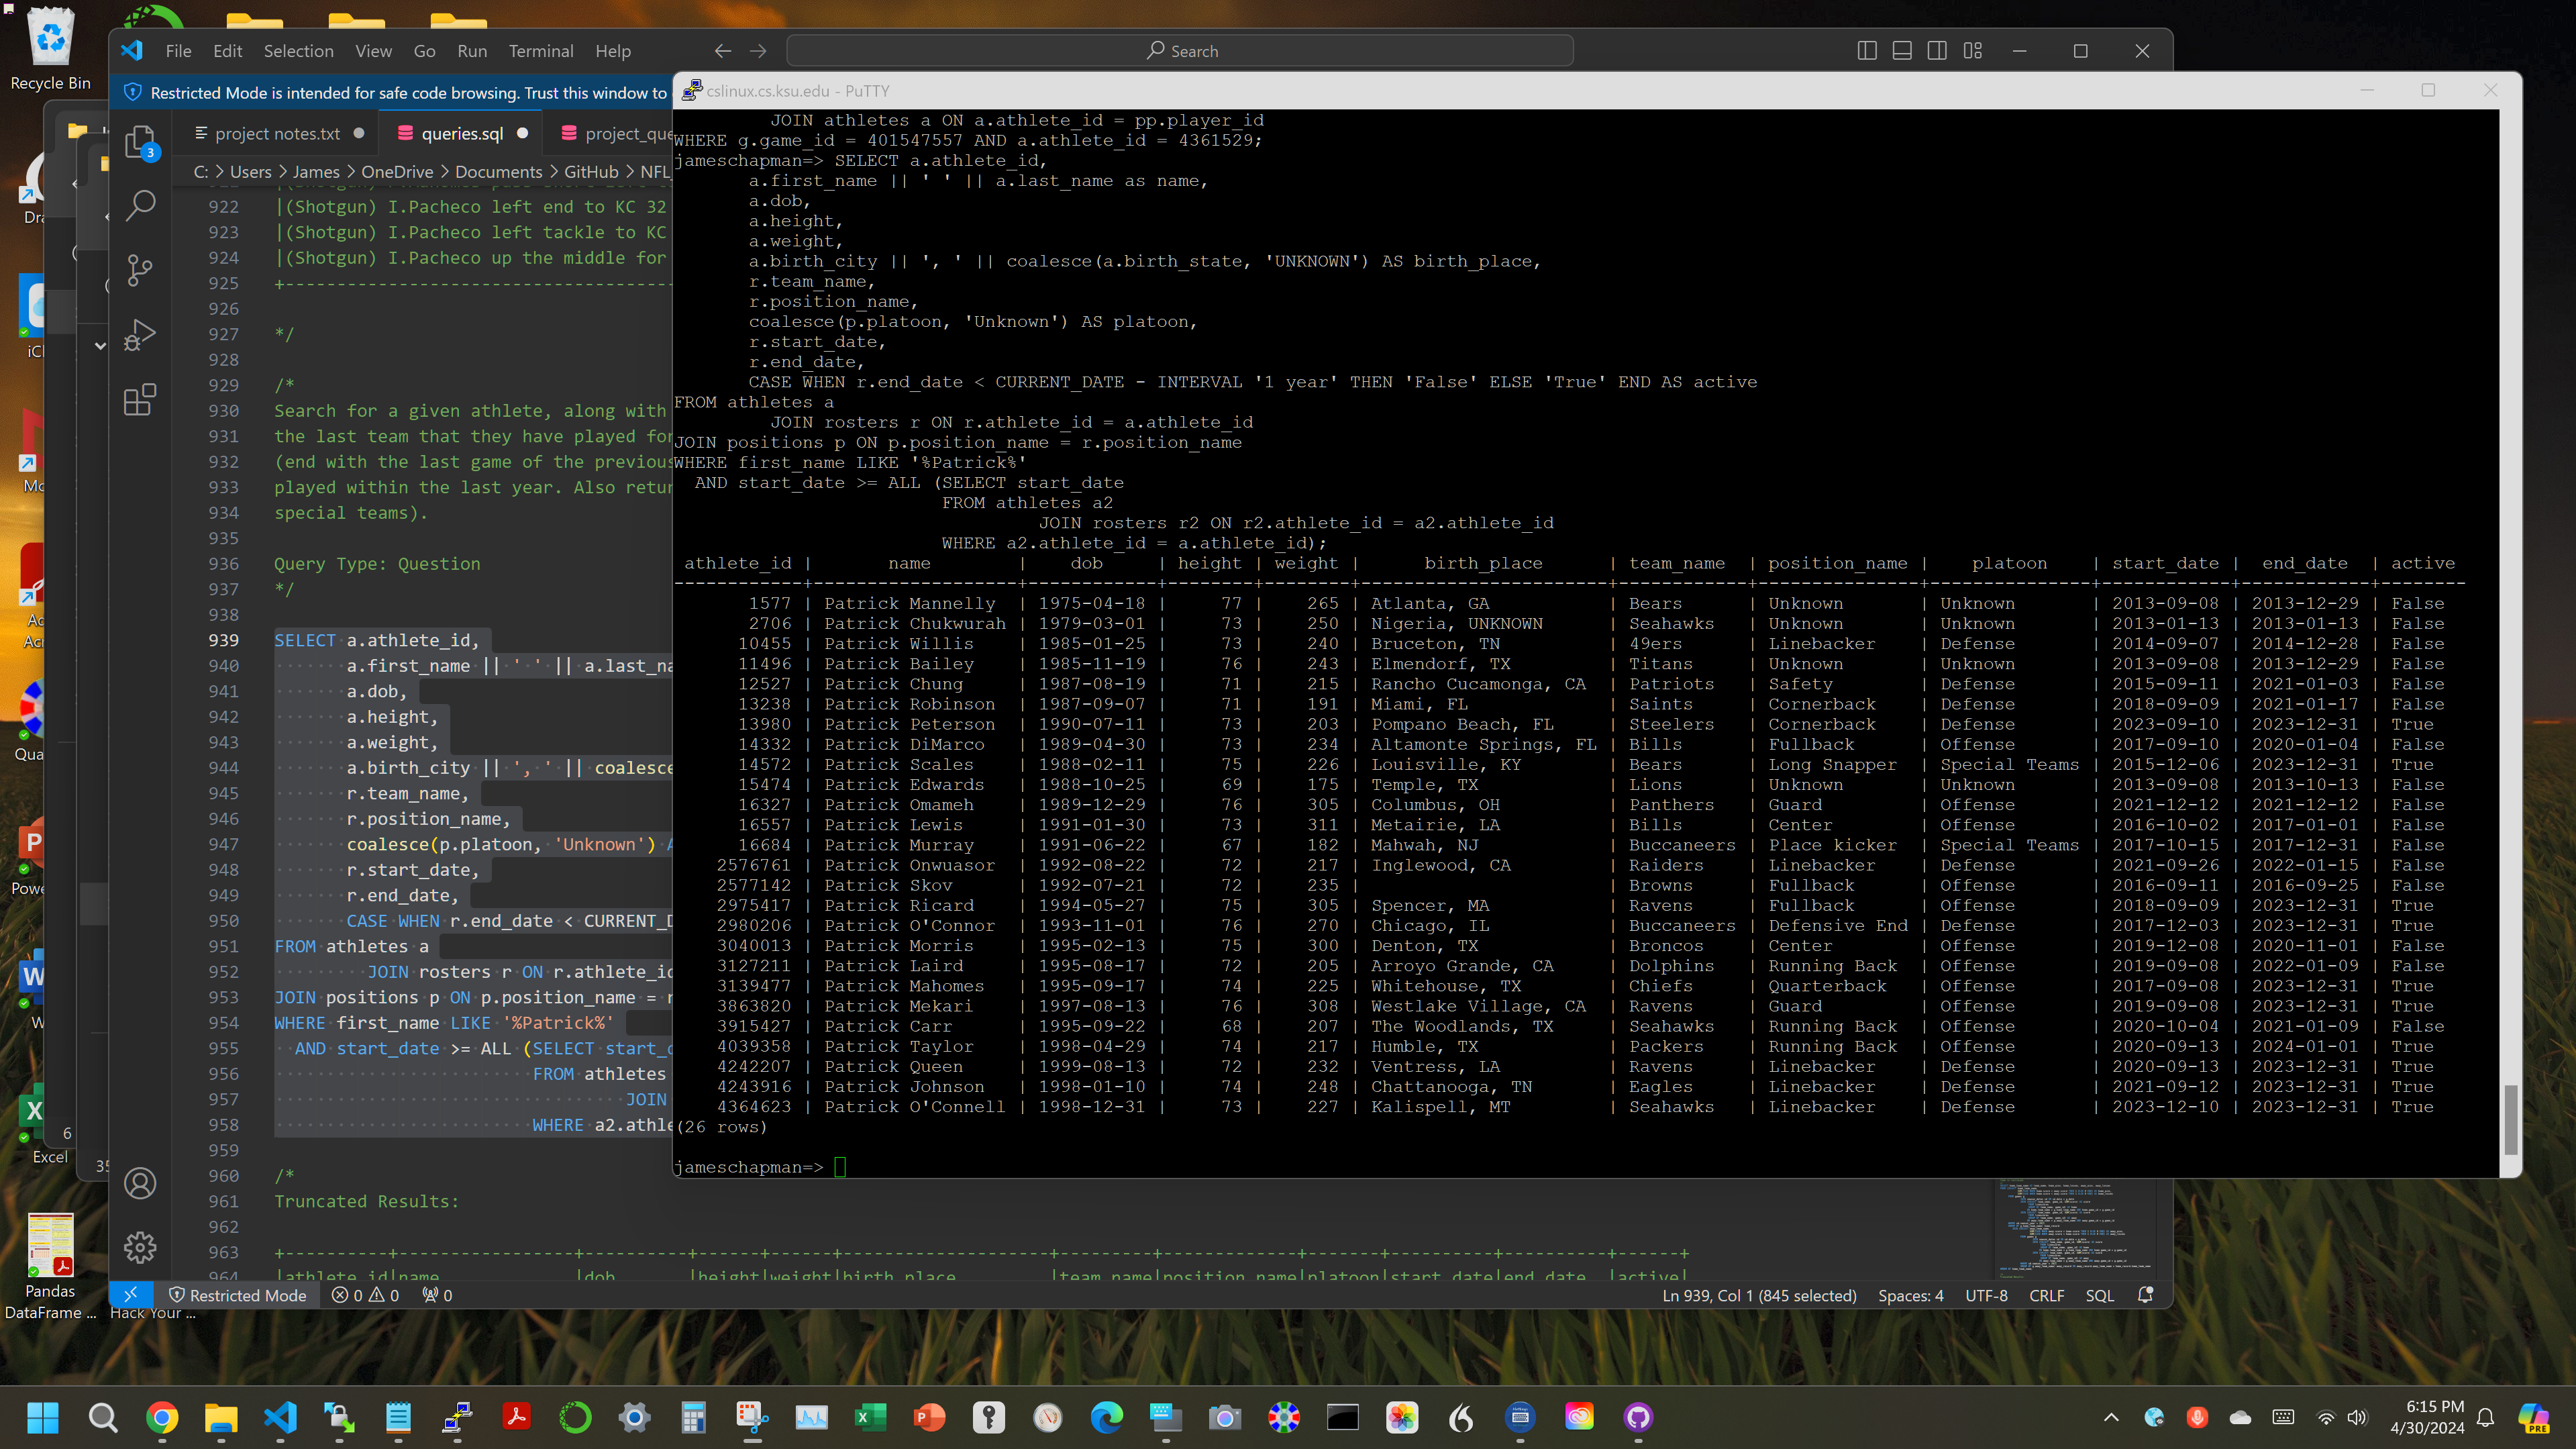 Recycle Bin
File Edit Selection View Go Run Terminal Help
Search
Restricted Mode is intended for safe code browsing. Trust this window to
project notes.txt
queries.sql
project_que
C: > Users > James > OneDrive > Documents > GitHub > NFL_
922 |(Shotgun) I.Pacheco left end to KC 32
923 |(Shotgun) I.Pacheco left tackle to KC
924 |(Shotgun) I.Pacheco up the middle for
925 +-------------------------------------
926
927 */
928
929 /*
930 Search for a given athlete, along with
931 the last team that they have played for
932 (end with the last game of the previous
933 played within the last year. Also retur
934 special teams).
935
936 Query Type: Question
937 */
938
939 SELECT a.athlete_id,
940 a.first_name || ' ' || a.last_na
941 a.dob,
942 a.height,
943 a.weight,
944 a.birth_city || ', ' || coalesce
945 r.team_name,
946 r.position_name,
947 coalesce(p.platoon, 'Unknown') A
948 r.start_date,
949 r.end_date,
950 CASE WHEN r.end_date < CURRENT_D
951 FROM athletes a
952 JOIN rosters r ON r.athlete_id
953 JOIN positions p ON p.position_name = r
954 WHERE first_name LIKE '%Patrick%'
955 AND start_date >= ALL (SELECT start_d
956 FROM athletes
957 JOIN
958 WHERE a2.athle
959
960 /*
961 Truncated Results:
962
963 +----------+-----------------+----------+------+------+--------------------+----------+--------------+-------+----------+----------+------+
964 |athlete_id|name |dob |height|weight|birth_place |team_name|position_name|platoon|start_date|end_date |active|
cslinux.cs.ksu.edu - PuTTY
JOIN athletes a ON a.athlete_id = pp.player_id
WHERE g.game_id = 401547557 AND a.athlete_id = 4361529;
jameschapman=> SELECT a.athlete_id,
a.first_name || ' ' || a.last_name as name,
a.dob,
a.height,
a.weight,
a.birth_city || ', ' || coalesce(a.birth_state, 'UNKNOWN') AS birth_place,
r.team_name,
r.position_name,
coalesce(p.platoon, 'Unknown') AS platoon,
r.start_date,
r.end_date,
CASE WHEN r.end_date < CURRENT_DATE - INTERVAL '1 year' THEN 'False' ELSE 'True' END AS active
FROM athletes a
JOIN rosters r ON r.athlete_id = a.athlete_id
JOIN positions p ON p.position_name = r.position_name
WHERE first_name LIKE '%Patrick%'
AND start_date >= ALL (SELECT start_date
FROM athletes a2
JOIN rosters r2 ON r2.athlete_id = a2.athlete_id
WHERE a2.athlete_id = a.athlete_id);
athlete_id | name | dob | height | weight | birth_place | team_name | position_name | platoon | start_date | end_date | active
------------+-------------------+------------+--------+--------+-----------------------+------------+----------------+---------------+------------+------------+--------
1577 | Patrick Mannelly | 1975-04-18 | 77 | 265 | Atlanta, GA | Bears | Unknown | Unknown | 2013-09-08 | 2013-12-29 | False
2706 | Patrick Chukwurah | 1979-03-01 | 73 | 250 | Nigeria, UNKNOWN | Seahawks | Unknown | Unknown | 2013-01-13 | 2013-01-13 | False
10455 | Patrick Willis | 1985-01-25 | 73 | 240 | Bruceton, TN | 49ers | Linebacker | Defense | 2014-09-07 | 2014-12-28 | False
11496 | Patrick Bailey | 1985-11-19 | 76 | 243 | Elmendorf, TX | Titans | Unknown | Unknown | 2013-09-08 | 2013-12-29 | False
12527 | Patrick Chung | 1987-08-19 | 71 | 215 | Rancho Cucamonga, CA | Patriots | Safety | Defense | 2015-09-11 | 2021-01-03 | False
13238 | Patrick Robinson | 1987-09-07 | 71 | 191 | Miami, FL | Saints | Cornerback | Defense | 2018-09-09 | 2021-01-17 | False
13980 | Patrick Peterson | 1990-07-11 | 73 | 203 | Pompano Beach, FL | Steelers | Cornerback | Defense | 2023-09-10 | 2023-12-31 | True
14332 | Patrick DiMarco | 1989-04-30 | 73 | 234 | Altamonte Springs, FL | Bills | Fullback | Offense | 2017-09-10 | 2020-01-04 | False
14572 | Patrick Scales | 1988-02-11 | 75 | 226 | Louisville, KY | Bears | Long Snapper | Special Teams | 2015-12-06 | 2023-12-31 | True
15474 | Patrick Edwards | 1988-10-25 | 69 | 175 | Temple, TX | Lions | Unknown | Unknown | 2013-09-08 | 2013-10-13 | False
16327 | Patrick Omameh | 1989-12-29 | 76 | 305 | Columbus, OH | Panthers | Guard | Offense | 2021-12-12 | 2021-12-12 | False
16557 | Patrick Lewis | 1991-01-30 | 73 | 311 | Metairie, LA | Bills | Center | Offense | 2016-10-02 | 2017-01-01 | False
16684 | Patrick Murray | 1991-06-22 | 67 | 182 | Mahwah, NJ | Buccaneers | Place kicker | Special Teams | 2017-10-15 | 2017-12-31 | False
2576761 | Patrick Onwuasor | 1992-08-22 | 72 | 217 | Inglewood, CA | Raiders | Linebacker | Defense | 2021-09-26 | 2022-01-15 | False
2577142 | Patrick Skov | 1992-07-21 | 72 | 235 | | Browns | Fullback | Offense | 2016-09-11 | 2016-09-25 | False
2975417 | Patrick Ricard | 1994-05-27 | 75 | 305 | Spencer, MA | Ravens | Fullback | Offense | 2018-09-09 | 2023-12-31 | True
2980206 | Patrick O'Connor | 1993-11-01 | 76 | 270 | Chicago, IL | Buccaneers | Defensive End | Defense | 2017-12-03 | 2023-12-31 | True
3040013 | Patrick Morris | 1995-02-13 | 75 | 300 | Denton, TX | Broncos | Center | Offense | 2019-12-08 | 2020-11-01 | False
3127211 | Patrick Laird | 1995-08-17 | 72 | 205 | Arroyo Grande, CA | Dolphins | Running Back | Offense | 2019-09-08 | 2022-01-09 | False
3139477 | Patrick Mahomes | 1995-09-17 | 74 | 225 | Whitehouse, TX | Chiefs | Quarterback | Offense | 2017-09-08 | 2023-12-31 | True
3863820 | Patrick Mekari | 1997-08-13 | 76 | 308 | Westlake Village, CA | Ravens | Guard | Offense | 2019-09-08 | 2023-12-31 | True
3915427 | Patrick Carr | 1995-09-22 | 68 | 207 | The Woodlands, TX | Seahawks | Running Back | Offense | 2020-10-04 | 2021-01-09 | False
4039358 | Patrick Taylor | 1998-04-29 | 74 | 217 | Humble, TX | Packers | Running Back | Offense | 2020-09-13 | 2024-01-01 | True
4242207 | Patrick Queen | 1999-08-13 | 72 | 232 | Ventress, LA | Ravens | Linebacker | Defense | 2020-09-13 | 2023-12-31 | True
4243916 | Patrick Johnson | 1998-01-10 | 74 | 248 | Chattanooga, TN | Eagles | Linebacker | Defense | 2021-09-12 | 2023-12-31 | True
4364623 | Patrick O'Connell | 1998-12-31 | 73 | 227 | Kalispell, MT | Seahawks | Linebacker | Defense | 2023-12-10 | 2023-12-31 | True
(26 rows)
jameschapman=>
Excel
6
35
Pandas
DataFrame ...
Hack Your ...
Restricted Mode 0 0 0
Ln 939, Col 1 (845 selected) Spaces: 4 UTF-8 CRLF SQL
6:15 PM
4/30/2024
PRE